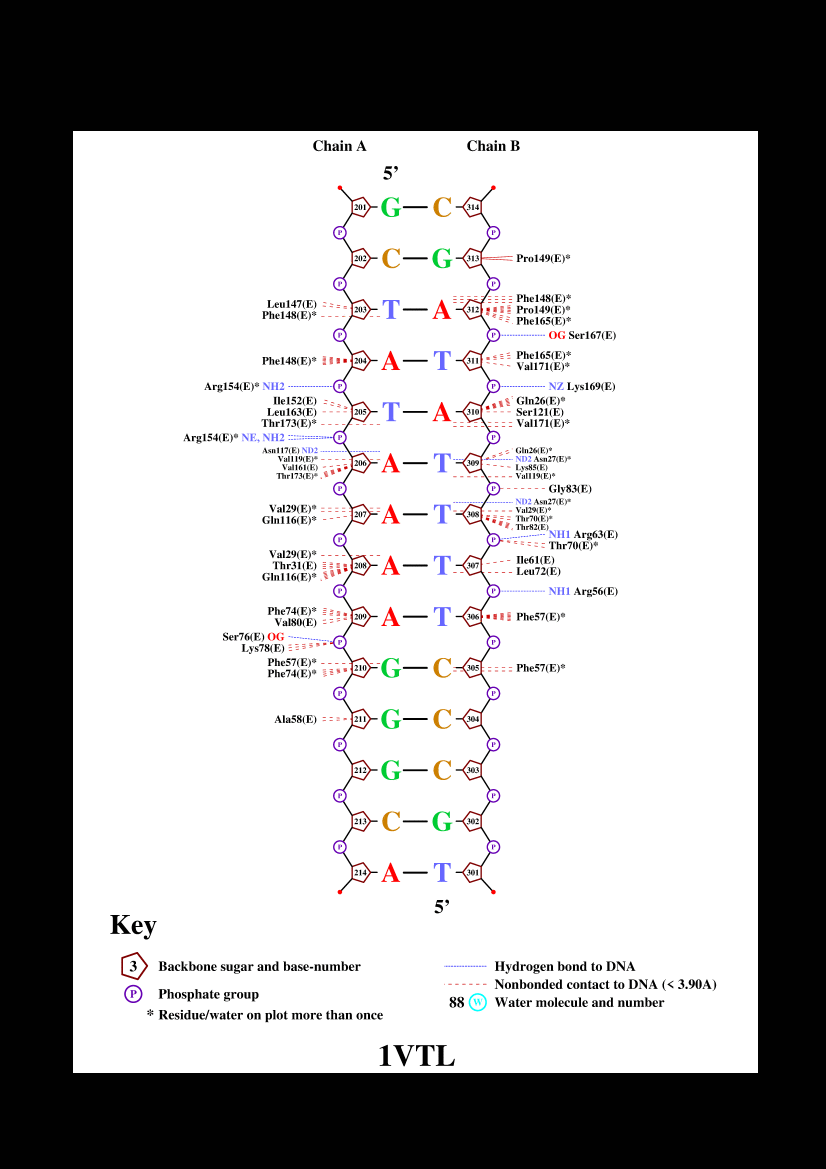 Chain A Chain B
5’
201 G C 314
P P
202 C G 313 Pro149(E)*
P P
Phe148(E)*
Leu147(E) 203 T A 312 Pro149(E)*
Phe148(E)* Phe165(E)*
P P OG Ser167(E)
Phe165(E)*
Phe148(E)* 204 A T 311 Val171(E)*
Arg154(E)* NH2 P P NZ Lys169(E)
Ile152(E) Gln26(E)*
Leu163(E) 205 T A 310 Ser121(E)
Thr173(E)* Val171(E)*
Arg154(E)* NE, NH2 P P
Asn117(E) ND2 Gln26(E)*
Val119(E)* 206 A T 309 ND2 Asn27(E)*
Val161(E) Lys85(E)
Thr173(E)* Val119(E)*
P P Gly83(E)
ND2 Asn27(E)*
Val29(E)* 207 A T 308 Val29(E)*
Gln116(E)* Thr70(E)*
Thr82(E)
P P NH1 Arg63(E)
Thr70(E)*
Val29(E)* Ile61(E)
Thr31(E) 208 A T 307 Leu72(E)
Gln116(E)*
P P NH1 Arg56(E)
Phe74(E)* 209 A T 306 Phe57(E)*
Val80(E)
Ser76(E) OG P P
Lys78(E)
Phe57(E)* 210 G C 305 Phe57(E)*
Phe74(E)*
P P
Ala58(E) 211 G C 304
P P
212 G C 303
P P
213 C G 302
P P
214 A T 301
5’
Key
3 Backbone sugar and base-number Hydrogen bond to DNA
Nonbonded contact to DNA (< 3.90A)
P Phosphate group 88 W Water molecule and number
* Residue/water on plot more than once
1VTL